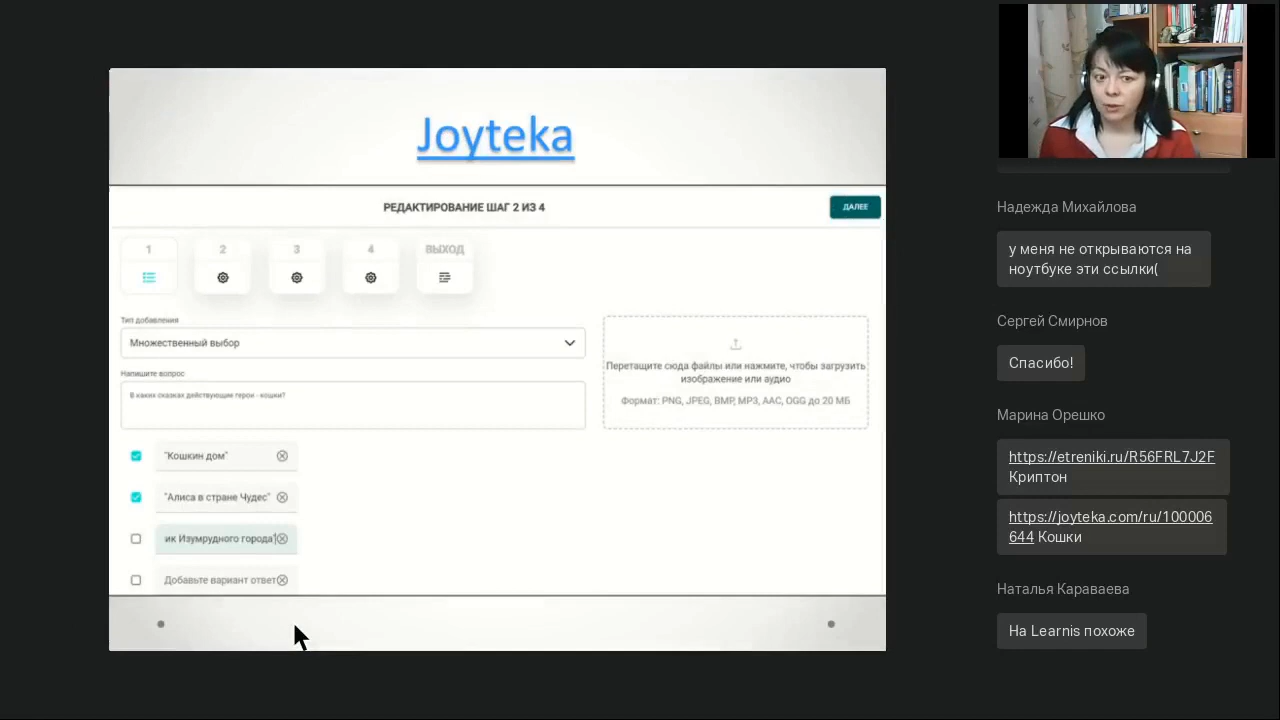 Joyteka
РЕДАКТИРОВАНИЕ ШАГ 2 ИЗ 4
ДАЛЕЕ
1
2
3
4
ВЫХОД
Тип добавления
Множественный выбор
Напишите вопрос
В каких сказках действующие герои - кошки?
Перетащите сюда файлы или нажмите, чтобы загрузить
изображение или аудио
Формат: PNG, JPEG, BMP, MP3, AAC, OGG до 20 МБ
"Кошкин дом"
"Алиса в стране Чудес"
ик Изумрудного города"
Добавьте вариант ответ
Надежда Михайлова
у меня не открываются на
ноутбуке эти ссылки(
Сергей Смирнов
Спасибо!
Марина Орешко
https://etreniki.ru/R56FRL7J2F
Криптон
https://joyteka.com/ru/100006
644 Кошки
Наталья Караваева
На Learnis похоже